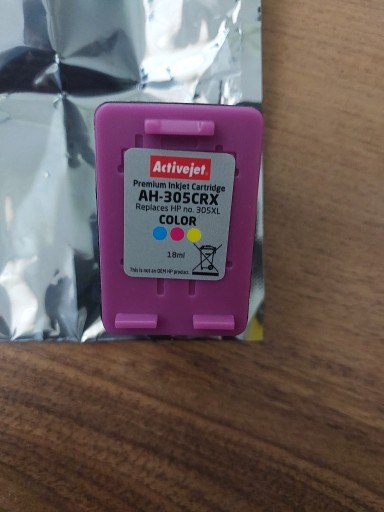 Activejet.
Premium Inkjet Cartridge
AH-305CRX
Replaces HP no. 305XL
COLOR
18ml
This is not an OEM HP product